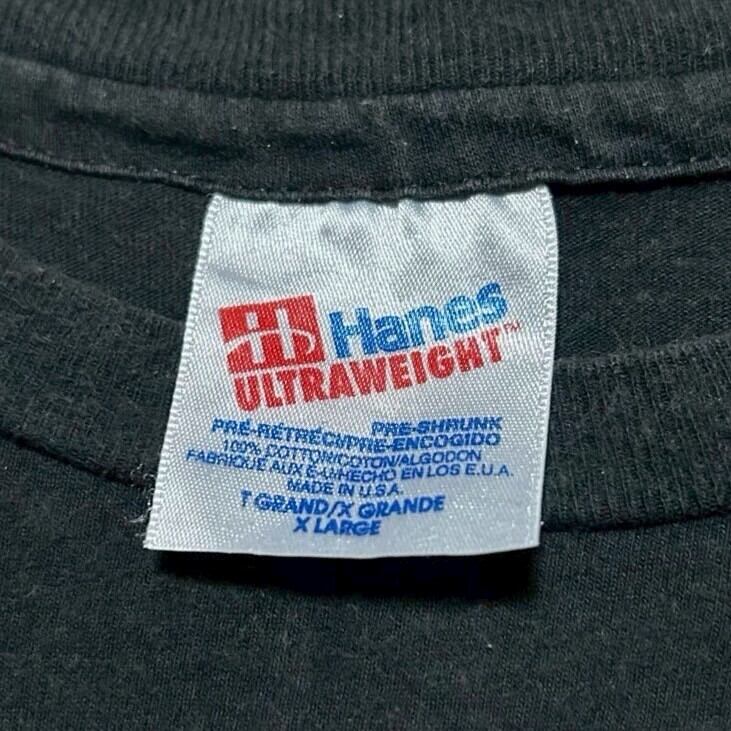 H Hanes
ULTRAWEIGHT™
PRE-SHRUNK
PRÉ-RÉTRÉCI/PRE-ENCOGIDO
100% COTTON/COTON/ALGODON
FABRIQUÉ AUX É-U/HECHO EN LOS E.U.A.
MADE IN U.S.A.
T GRAND/X GRANDE
X LARGE